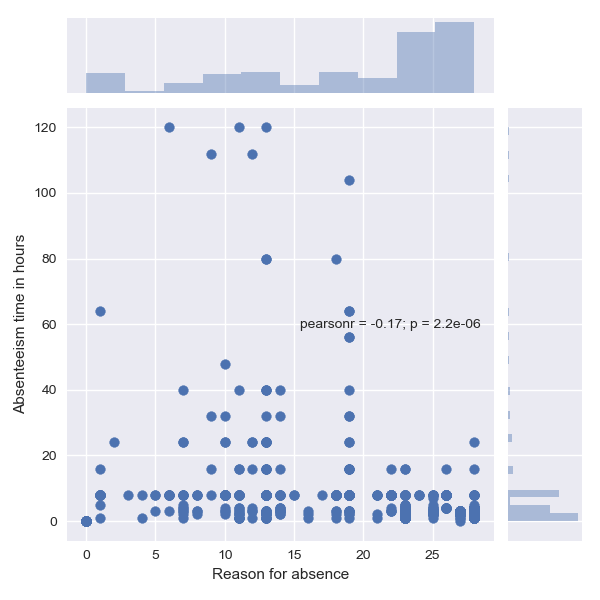 120
100
80
60
40
20
0
Absenteeism time in hours
pearsonr = -0.17; p = 2.2e-06
0 5 10 15 20 25
Reason for absence